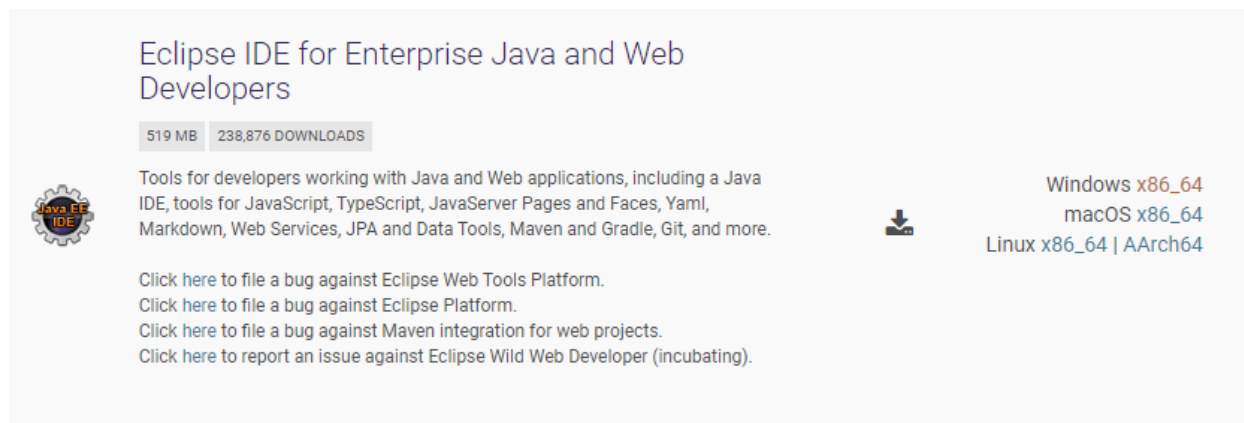 Eclipse IDE for Enterprise Java and Web
Developers
519 MB 238,876 DOWNLOADS
Java EE
IDE
Tools for developers working with Java and Web applications, including a Java
IDE, tools for JavaScript, TypeScript, JavaServer Pages and Faces, Yaml,
Markdown, Web Services, JPA and Data Tools, Maven and Gradle, Git, and more.
Click here to file a bug against Eclipse Web Tools Platform.
Click here to file a bug against Eclipse Platform.
Click here to file a bug against Maven integration for web projects.
Click here to report an issue against Eclipse Wild Web Developer (incubating).
Windows x86_64
macOS x86_64
Linux x86_64 | AArch64